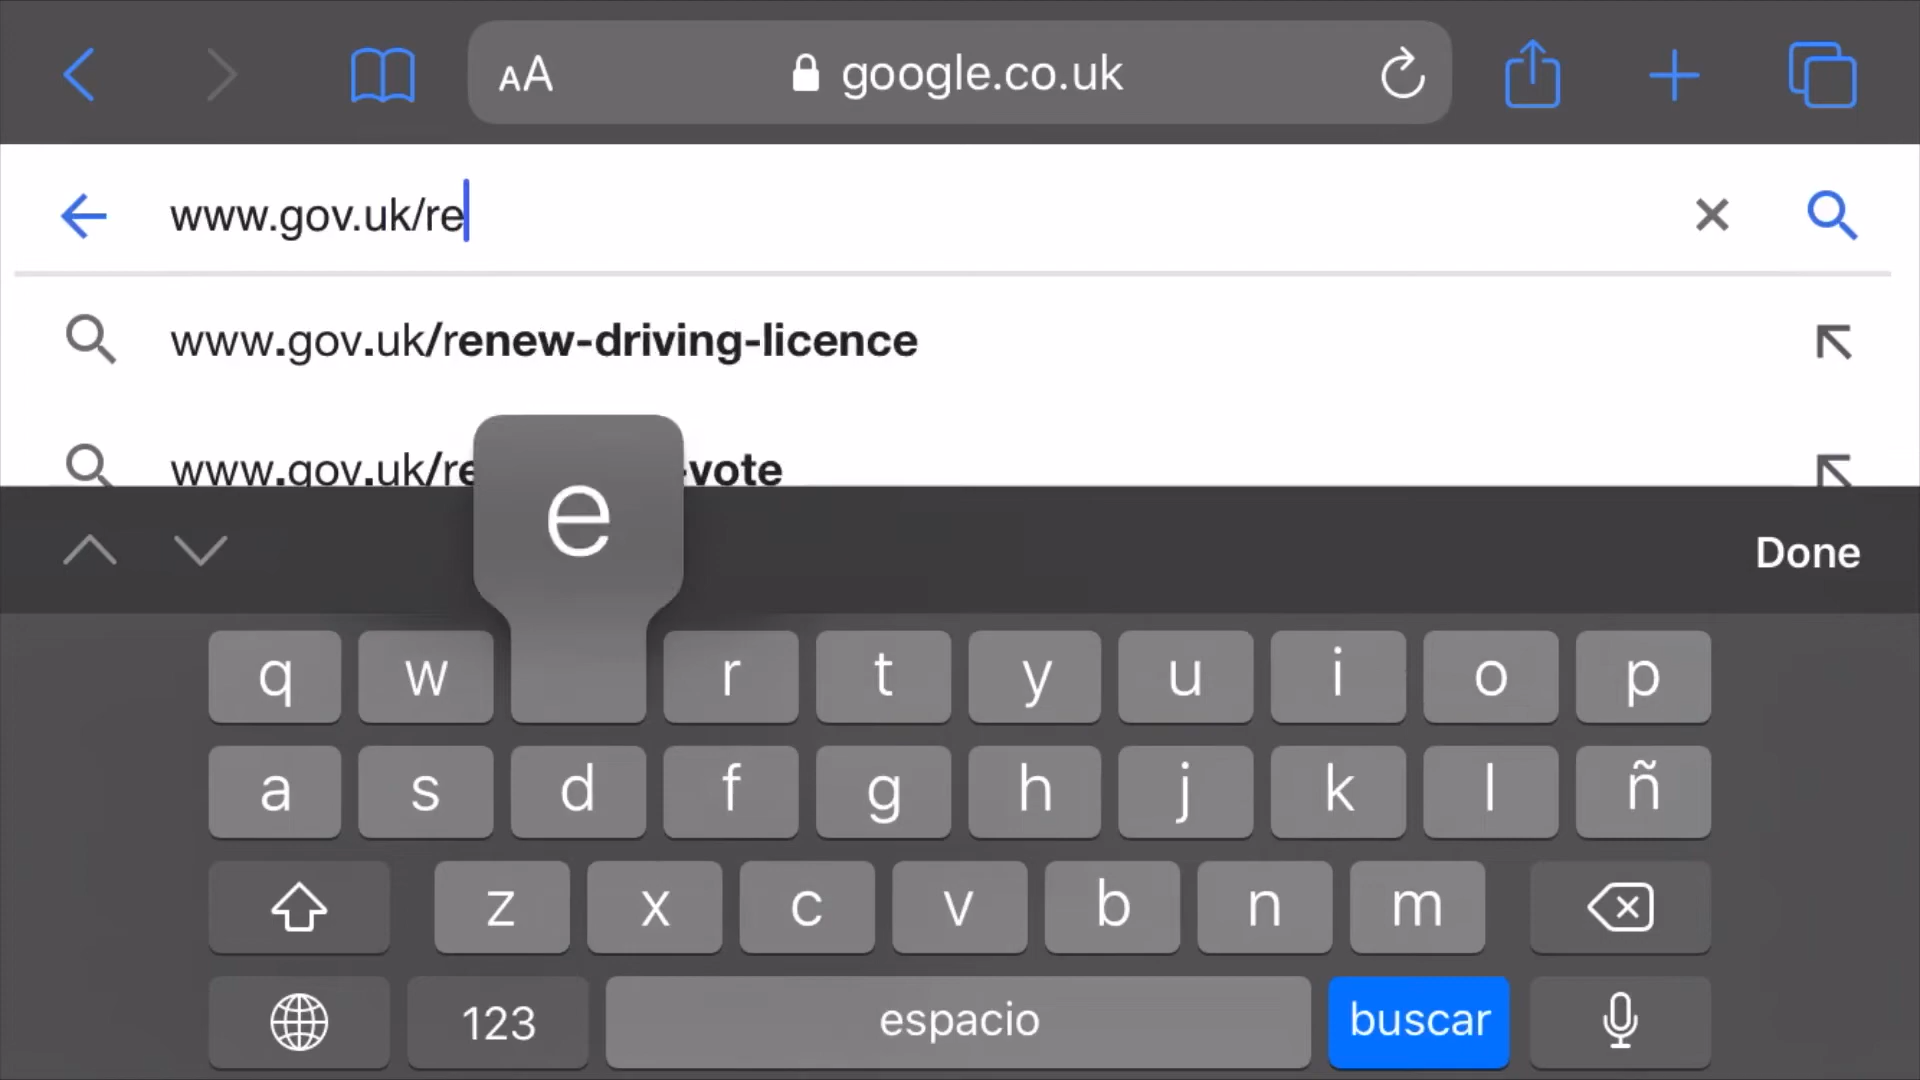 AA google.co.uk
www.gov.uk/re
www.gov.uk/renew-driving-licence
www.gov.uk/re -vote
e
Done
q w r t y u i o p
a s d f g h j k l ñ
z x c v b n m
123 espacio buscar